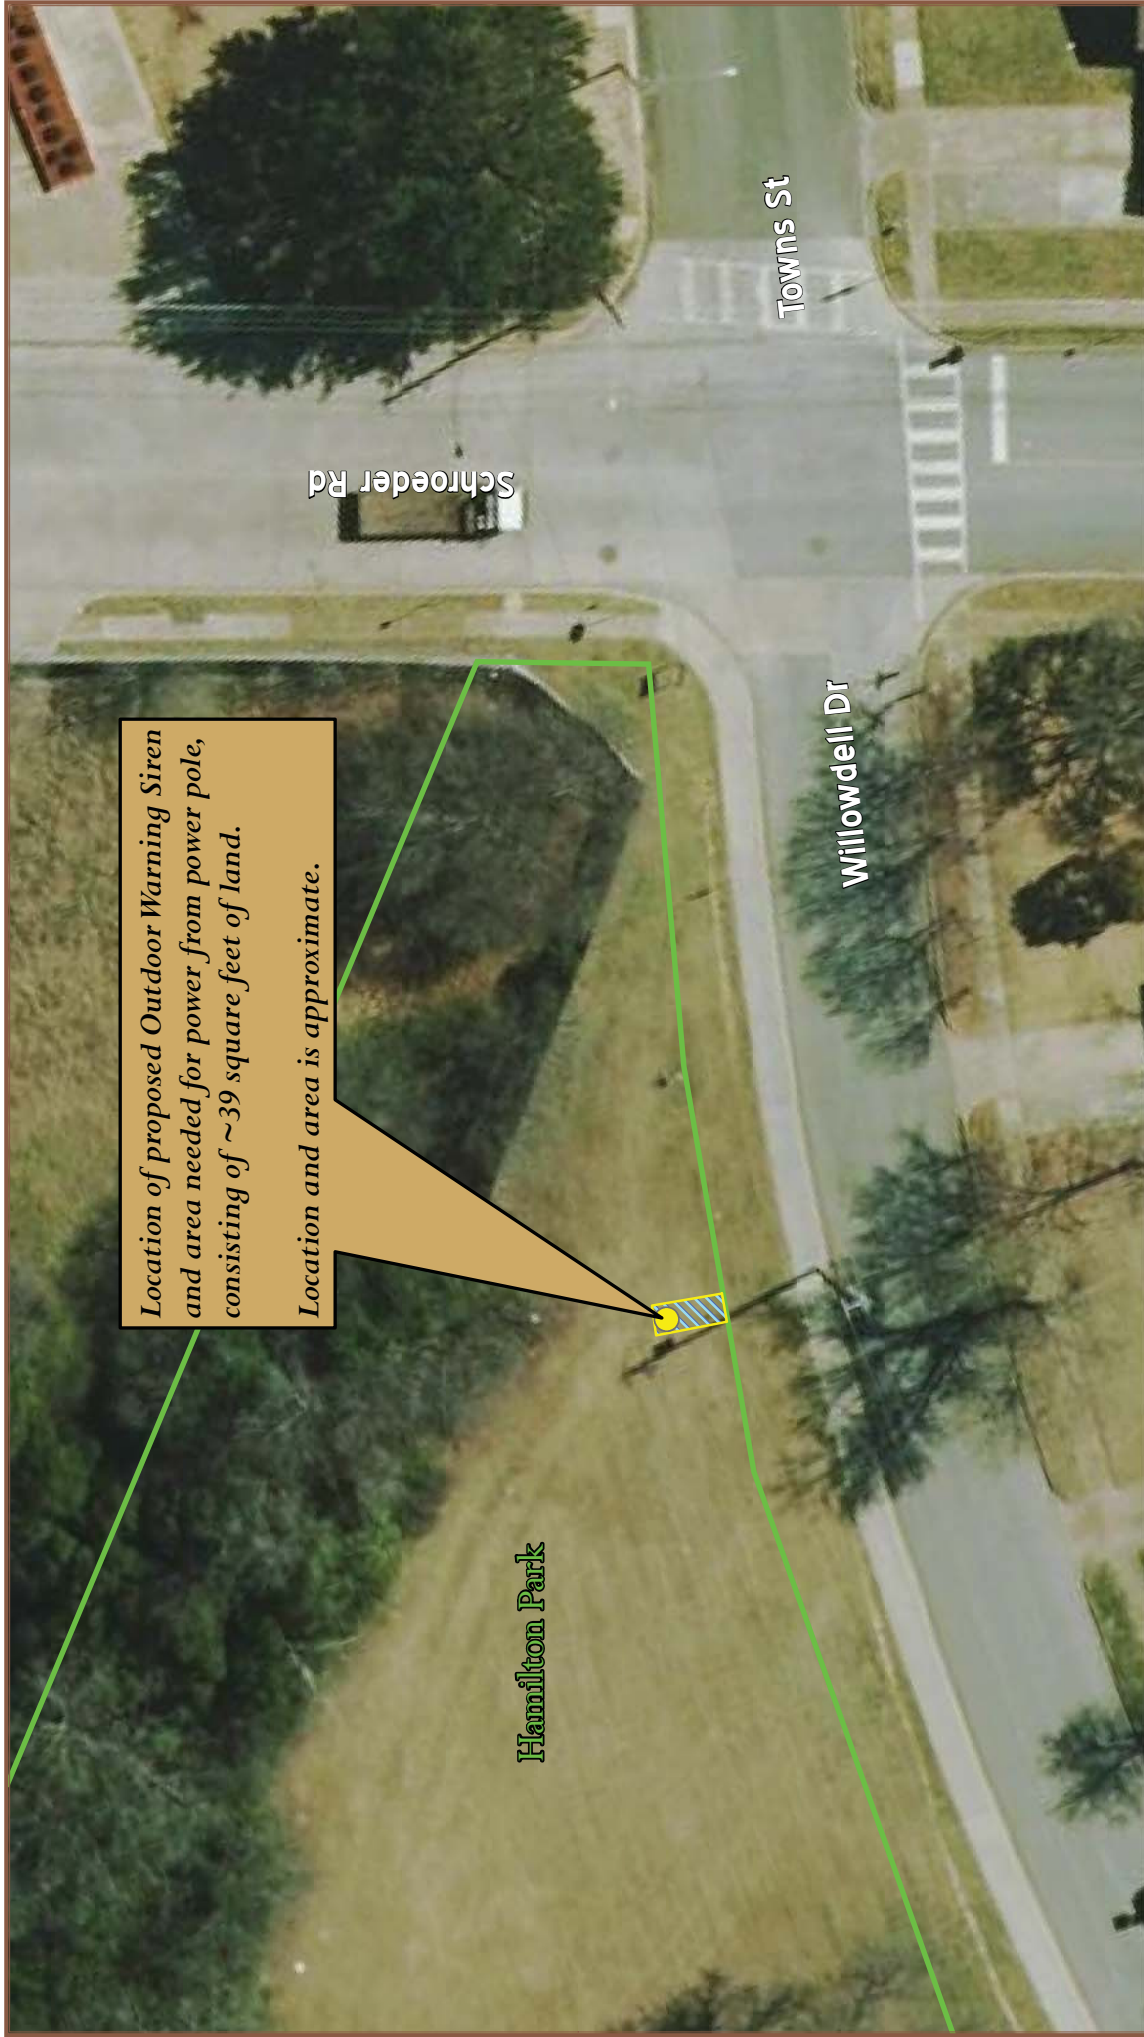 Location of proposed Outdoor Warning Siren
and area needed for power from power pole,
consisting of ~39 square feet of land.
Location and area is approximate.
Schroeder Rd
Towns St
Willowdell Dr
Hamilton Park